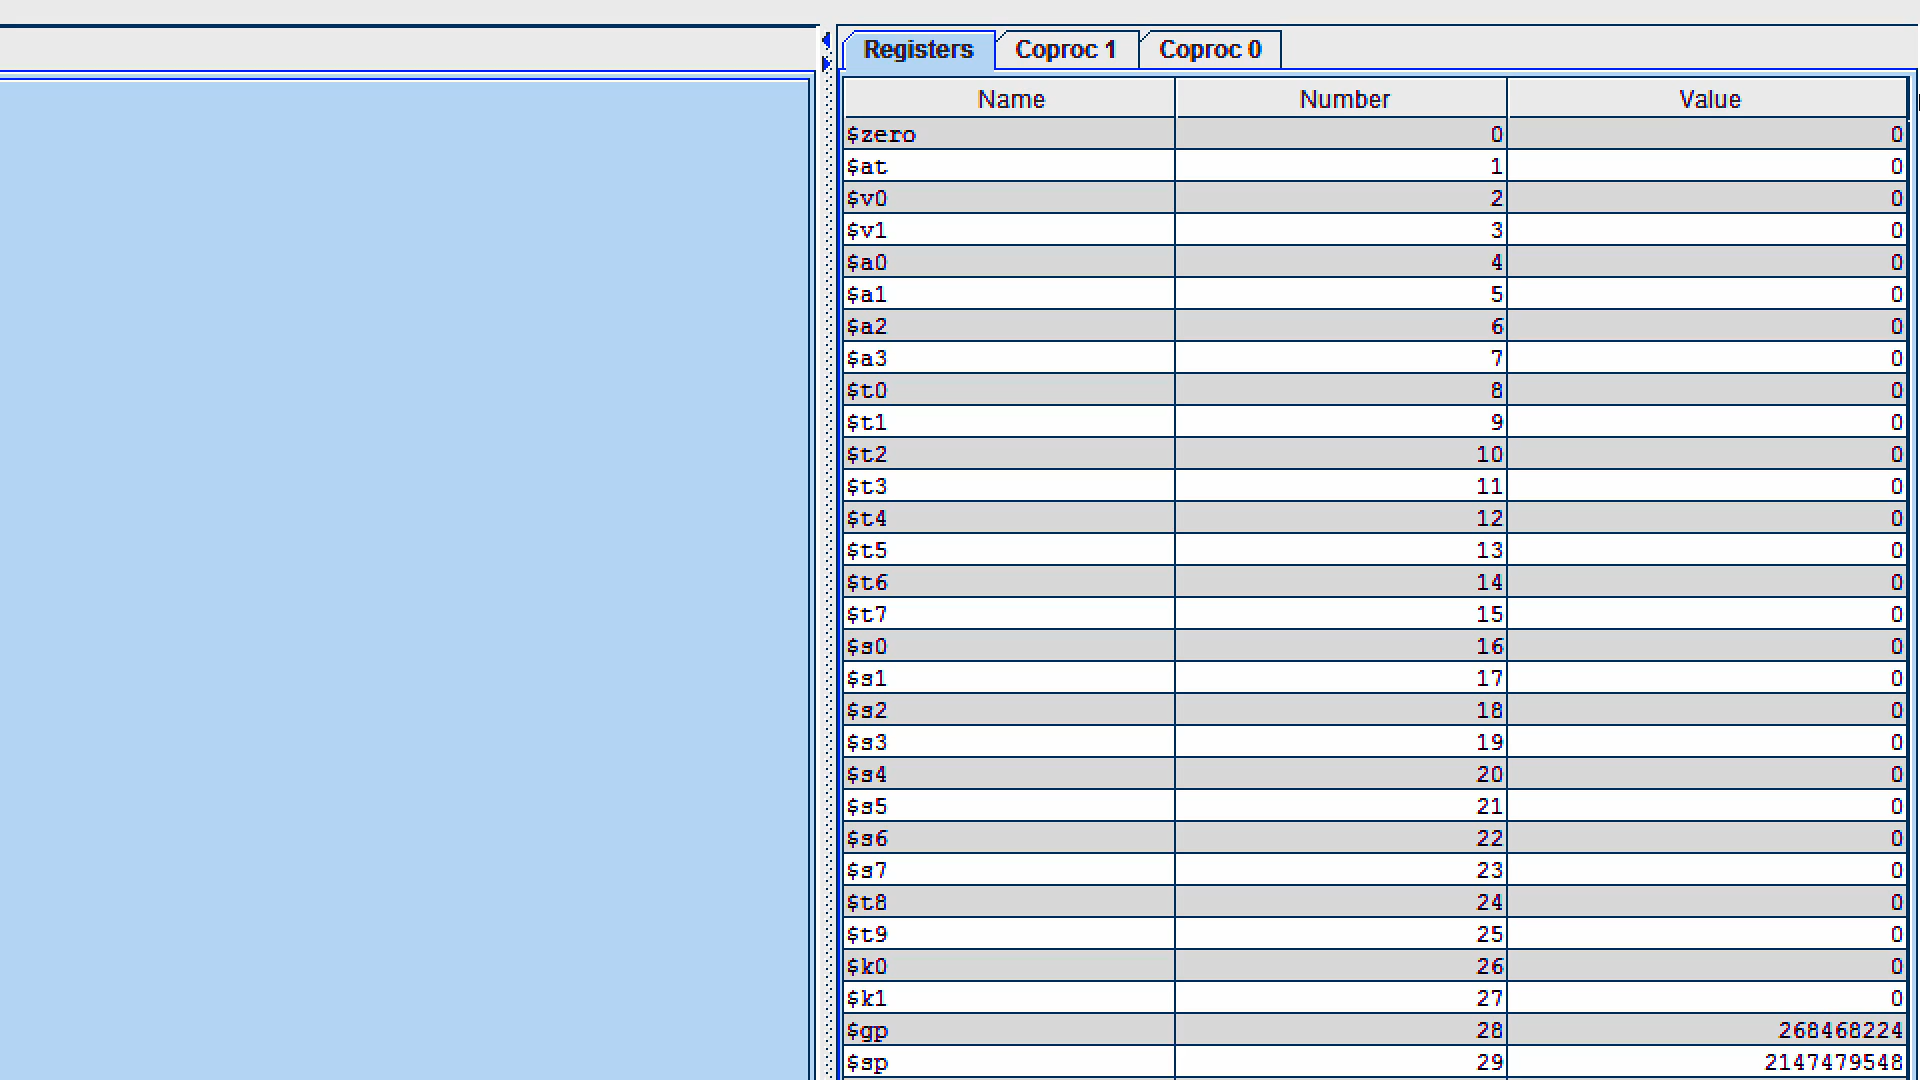 Registers Coproc 1 Coproc 0
Name Number Value
$zero 0 0
$at 1 0
$v0 2 0
$v1 3 0
$a0 4 0
$a1 5 0
$a2 6 0
$a3 7 0
$t0 8 0
$t1 9 0
$t2 10 0
$t3 11 0
$t4 12 0
$t5 13 0
$t6 14 0
$t7 15 0
$s0 16 0
$s1 17 0
$s2 18 0
$s3 19 0
$s4 20 0
$s5 21 0
$s6 22 0
$s7 23 0
$t8 24 0
$t9 25 0
$k0 26 0
$k1 27 0
$gp 28 268468224
$sp 29 2147479548